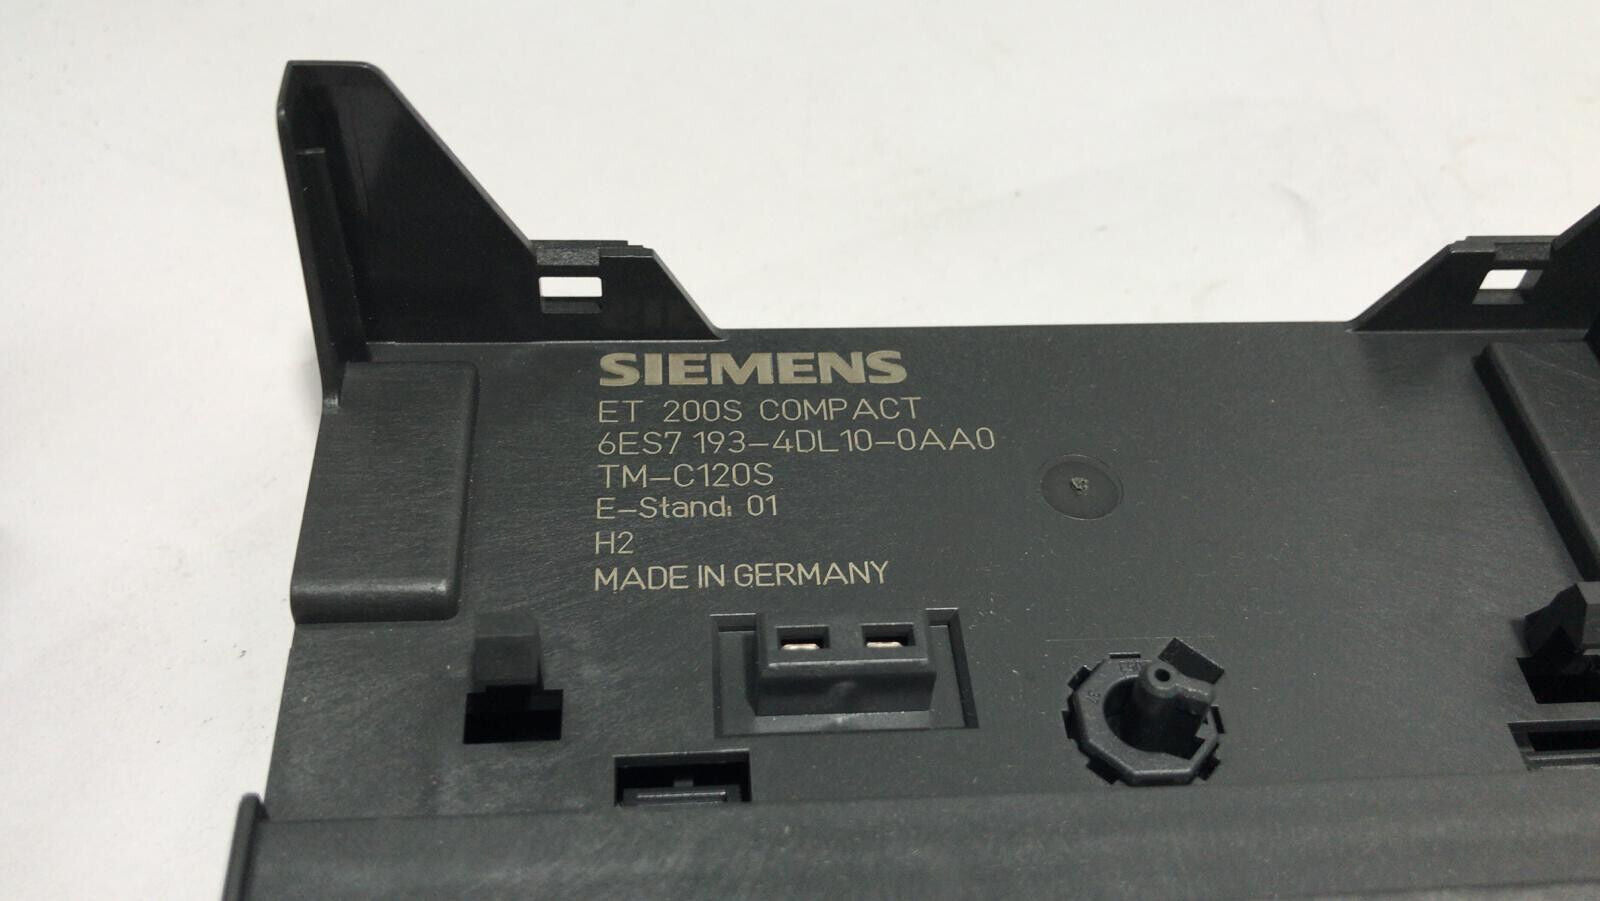 SIEMENS
ET 200S COMPACT
6ES7 193-4DL10-0AA0
TM-C120S
E-Stand: 01
H2
MADE IN GERMANY